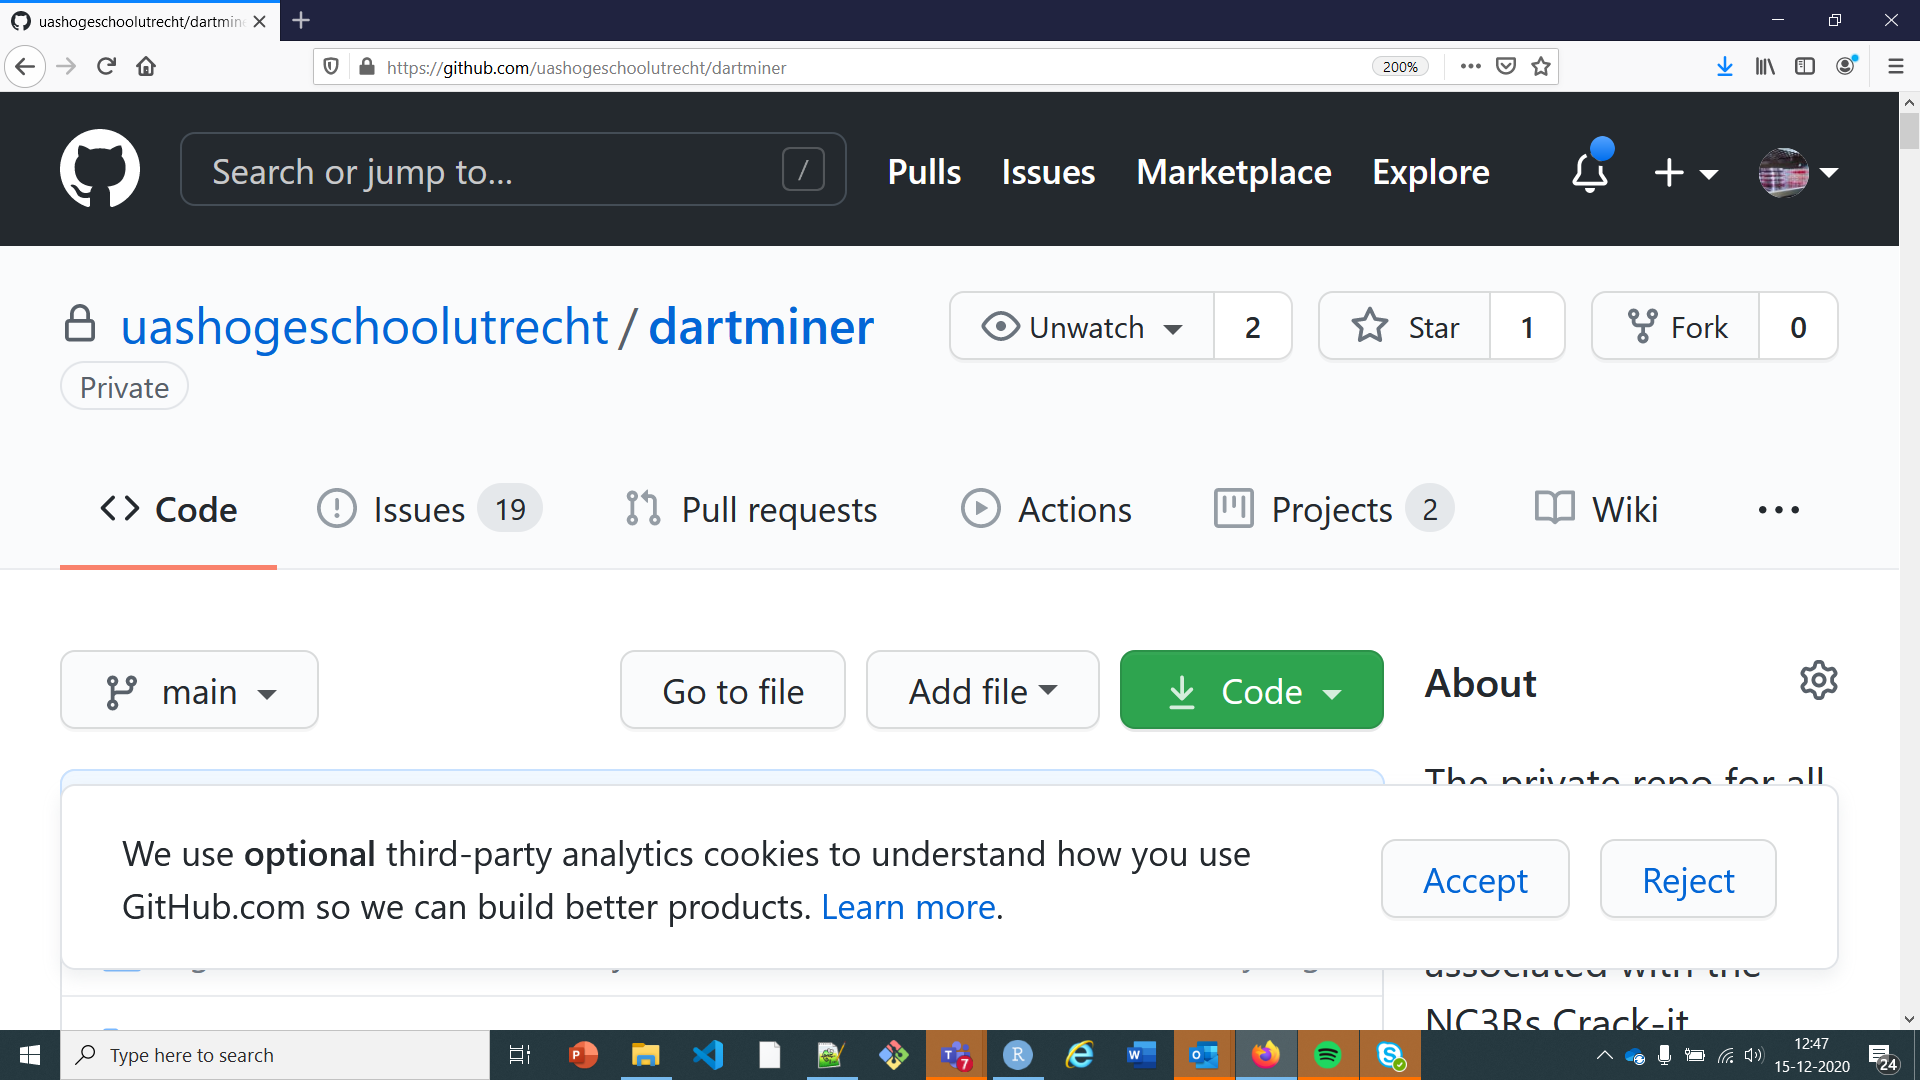 uashogeschoolutrecht/dartmin
https://github.com/uashogeschoolutrecht/dartminer
200%
Search or jump to...
/
Pulls
Issues
Marketplace
Explore
uashogeschoolutrecht / dartminer
Unwatch
2
Star
1
Fork
0
Private
Code
Issues
19
Pull requests
Actions
Projects
2
Wiki
main
Go to file
Add file
Code
About
The private repo for all
We use optional third-party analytics cookies to understand how you use
GitHub.com so we can build better products. Learn more.
Accept
Reject
associated with the
NC3Rs Crack-it
Type here to search
7
12:47
15-12-2020
24